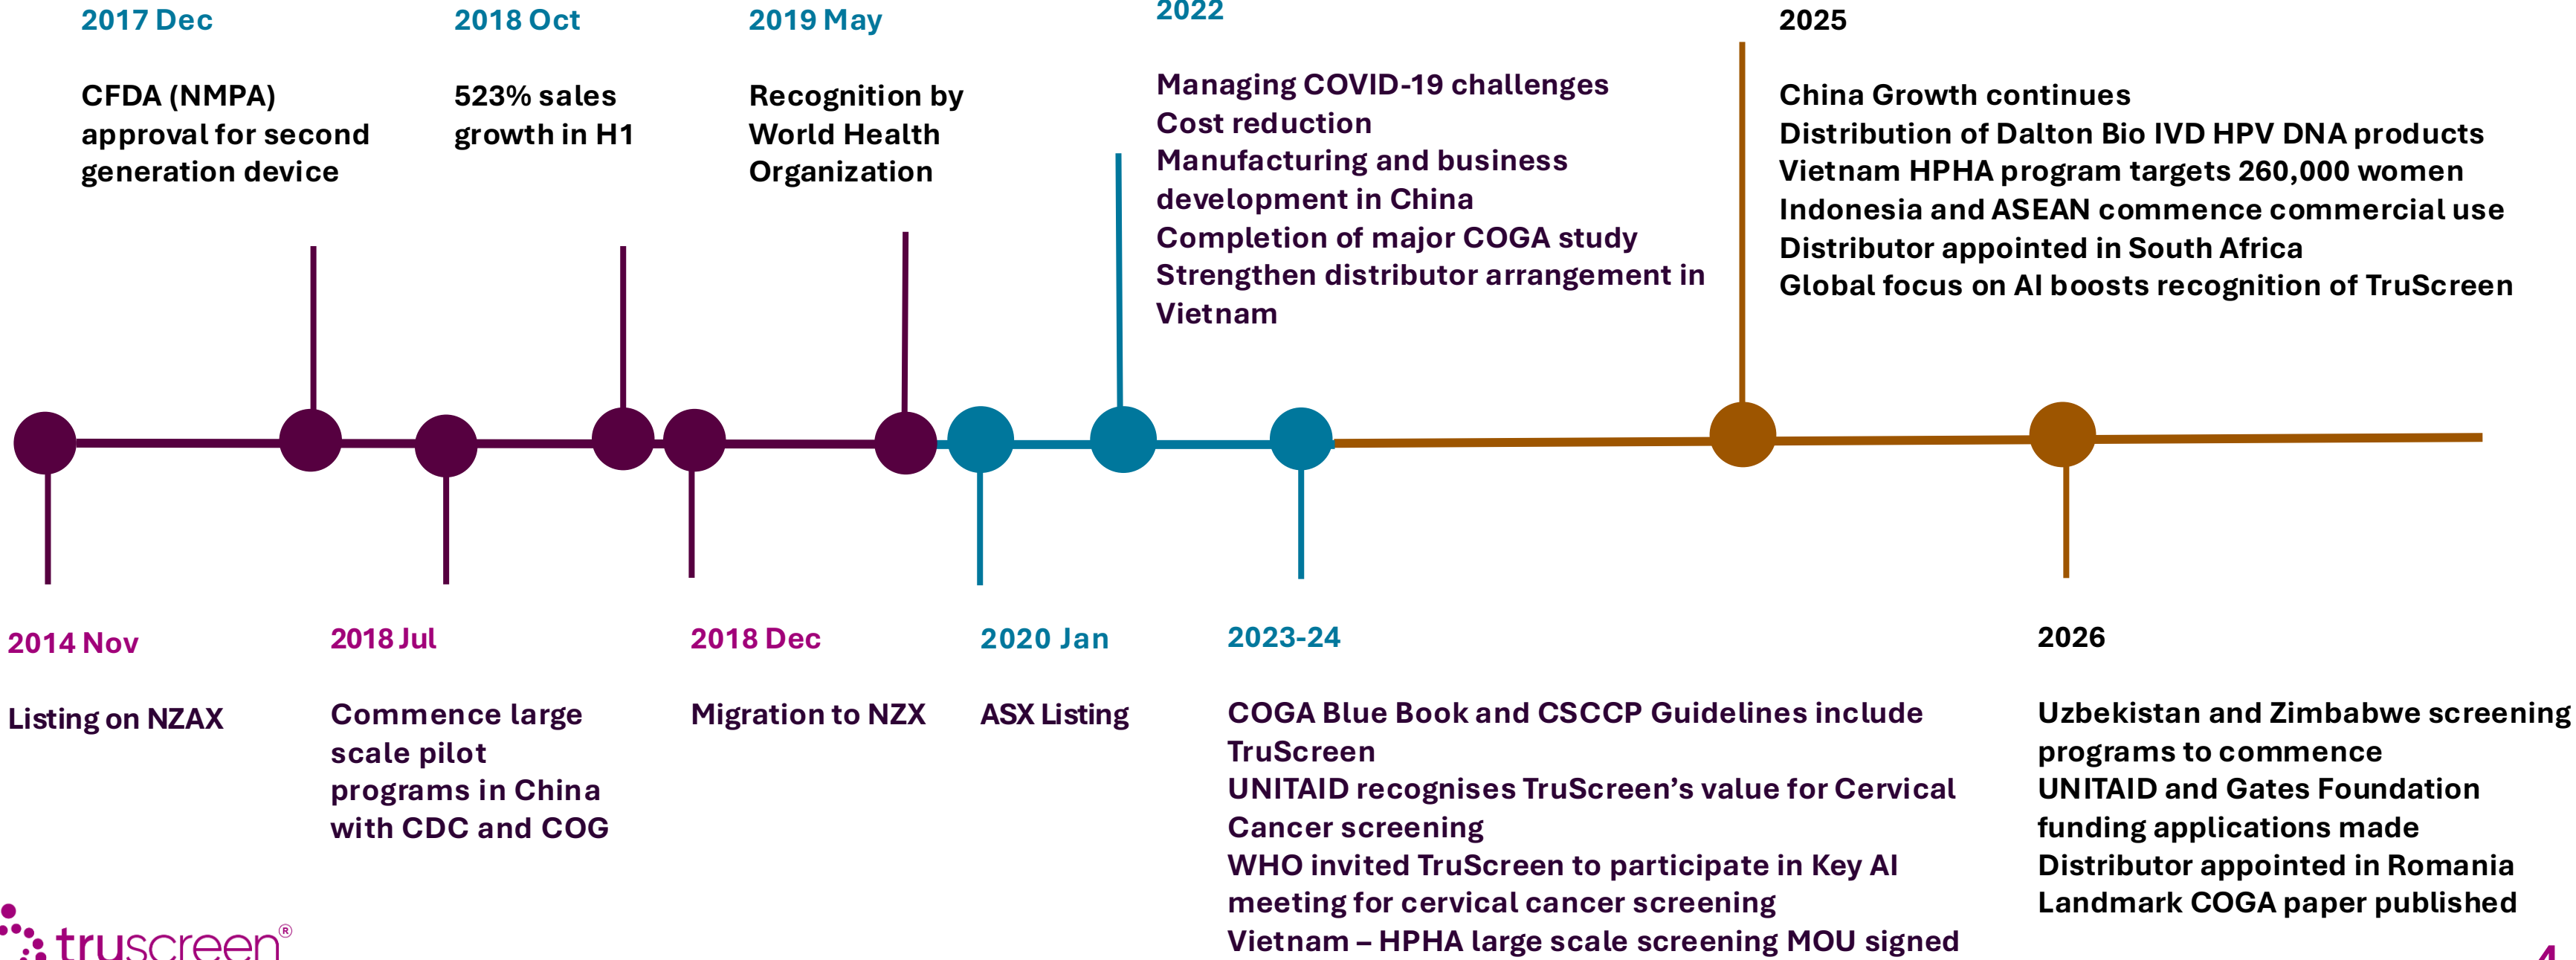 2017 Dec
CFDA (NMPA)
approval for second
generation device
2018 Oct
523% sales
growth in H1
2019 May
Recognition by
World Health
Organization
2022
Managing COVID-19 challenges
Cost reduction
Manufacturing and business
development in China
Completion of major COGA study
Strengthen distributor arrangement in
Vietnam
2025
China Growth continues
Distribution of Dalton Bio IVD HPV DNA products
Vietnam HPHA program targets 260,000 women
Indonesia and ASEAN commence commercial use
Distributor appointed in South Africa
Global focus on AI boosts recognition of TruScreen
2014 Nov
Listing on NZAX
2018 Jul
Commence large
scale pilot
programs in China
with CDC and COG
2018 Dec
Migration to NZX
2020 Jan
ASX Listing
2023-24
COGA Blue Book and CSCCP Guidelines include
TruScreen
UNITAID recognises TruScreen’s value for Cervical
Cancer screening
WHO invited TruScreen to participate in Key AI
meeting for cervical cancer screening
Vietnam – HPHA large scale screening MOU signed
2026
Uzbekistan and Zimbabwe screening
programs to commence
UNITAID and Gates Foundation
funding applications made
Distributor appointed in Romania
Landmark COGA paper published
truscreen®
4